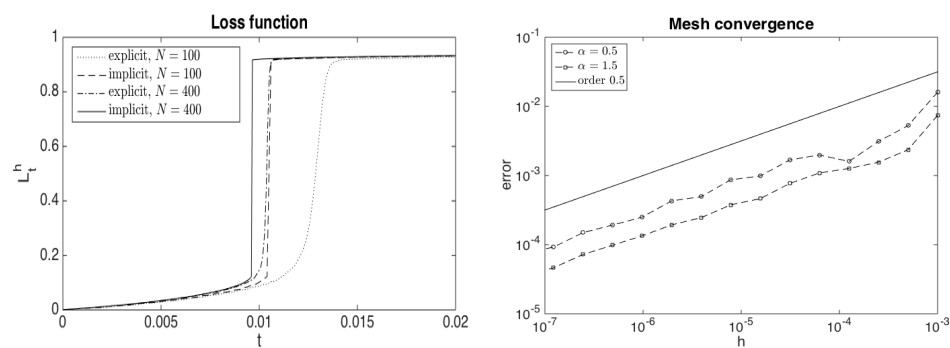 Loss function
explicit, N = 100
implicit, N = 100
explicit, N = 400
implicit, N = 400
1
0.8
0.6
0.4
0.2
0
L_t^h
0
0.005
0.01
0.015
0.02
t
Mesh convergence
α = 0.5
α = 1.5
order 0.5
10^-1
10^-2
10^-3
10^-4
10^-5
error
10^-7
10^-6
10^-5
10^-4
10^-3
h